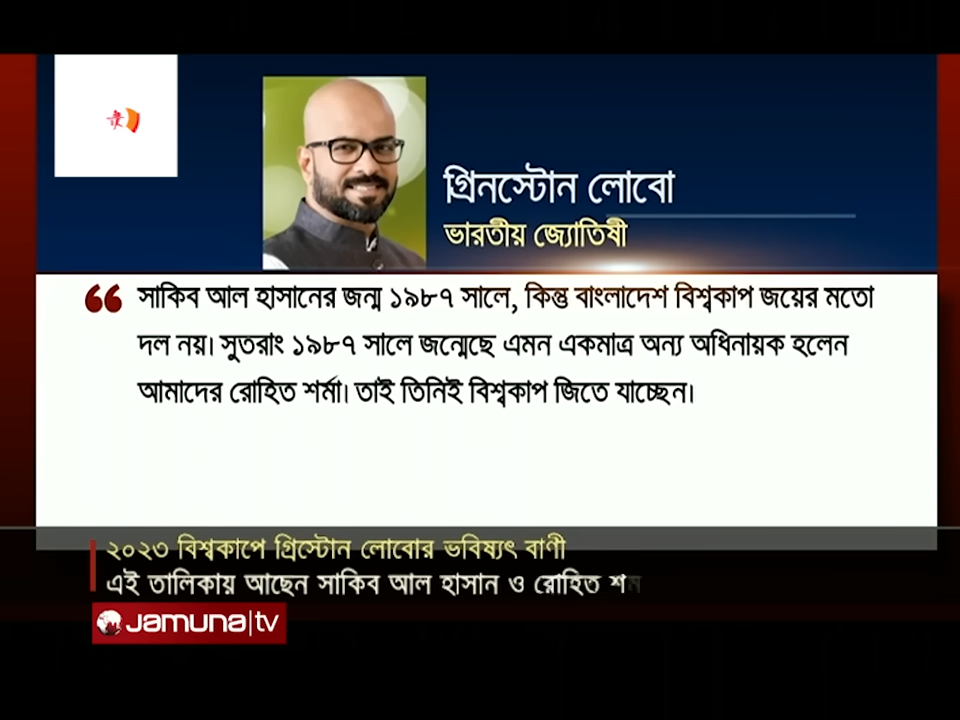 গ্রিনস্টোন লোবো
ভারতীয় জ্যোতিষী
“ সাকিব আল হাসানের জন্ম ১৯৮৭ সালে, কিন্তু বাংলাদেশ বিশ্বকাপ জয়ের মতো
দল নয়। সুতরাং ১৯৮৭ সালে জন্মেছে এমন একমাত্র অন্য অধিনায়ক হলেন
আমাদের রোহিত শর্মা। তাই তিনিই বিশ্বকাপ জিতে যাচ্ছেন।
২০২৩ বিশ্বকাপে গ্রিস্টোন লোবোর ভবিষ্যৎ বাণী
এই তালিকায় আছেন সাকিব আল হাসান ও রোহিত শম
Jamuna|tv